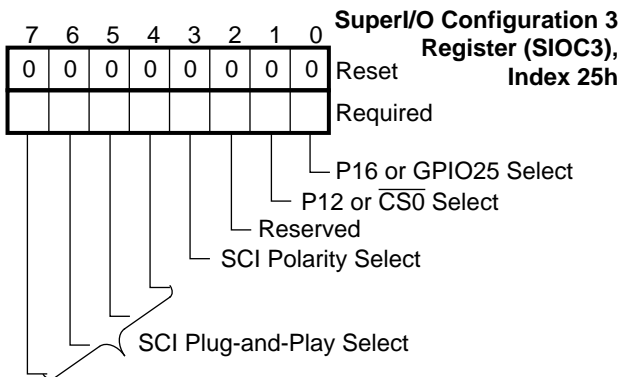 SuperI/O Configuration 3
Register (SIOC3),
Index 25h
7 6 5 4 3 2 1 0
0 0 0 0 0 0 0 0 Reset
Required
P16 or GPIO25 Select
P12 or C̅S̅0̅ Select
Reserved
SCI Polarity Select
SCI Plug-and-Play Select